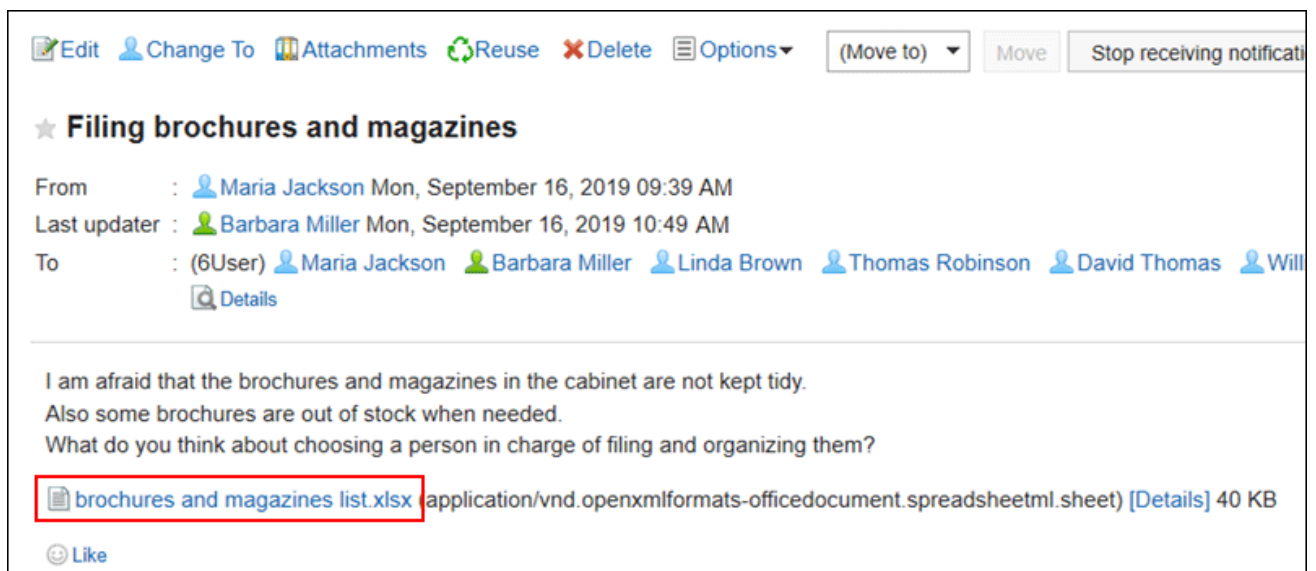 Edit Change To Attachments Reuse Delete Options (Move to) Move Stop receiving
Filing brochures and magazines
From : Maria Jackson Mon, September 16, 2019 09:39 AM
Last updater : Barbara Miller Mon, September 16, 2019 10:49 AM
To : (6User) Maria Jackson Barbara Miller Linda Brown Thomas Robinson David Thomas
Details
I am afraid that the brochures and magazines in the cabinet are not kept tidy.
Also some brochures are out of stock when needed.
What do you think about choosing a person in charge of filing and organizing them?
brochures and magazines list.xlsx (application/vnd.openxmlformats-officedocument.spreadsheetml.sheet) [Details] 40 KB
Like